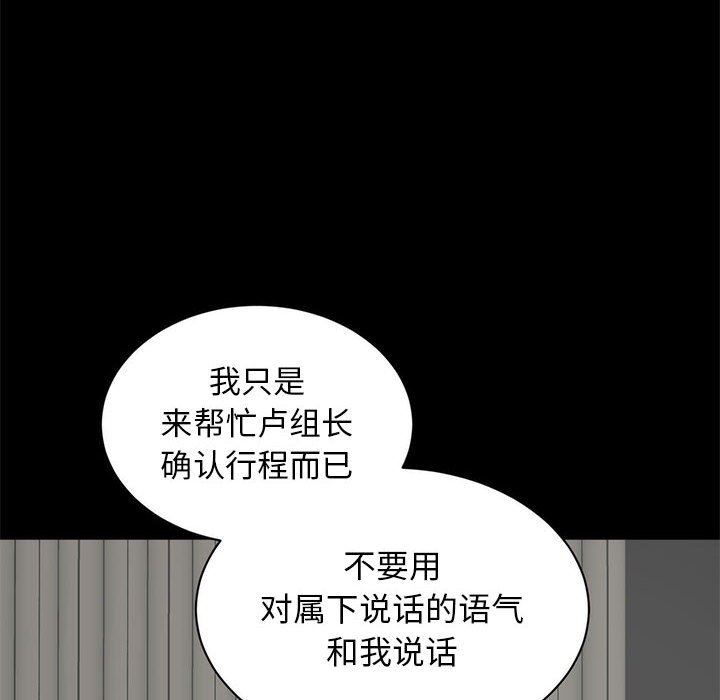 我只是
来帮忙卢组长
确认行程而已
不要用
对属下说话的语气
和我说话